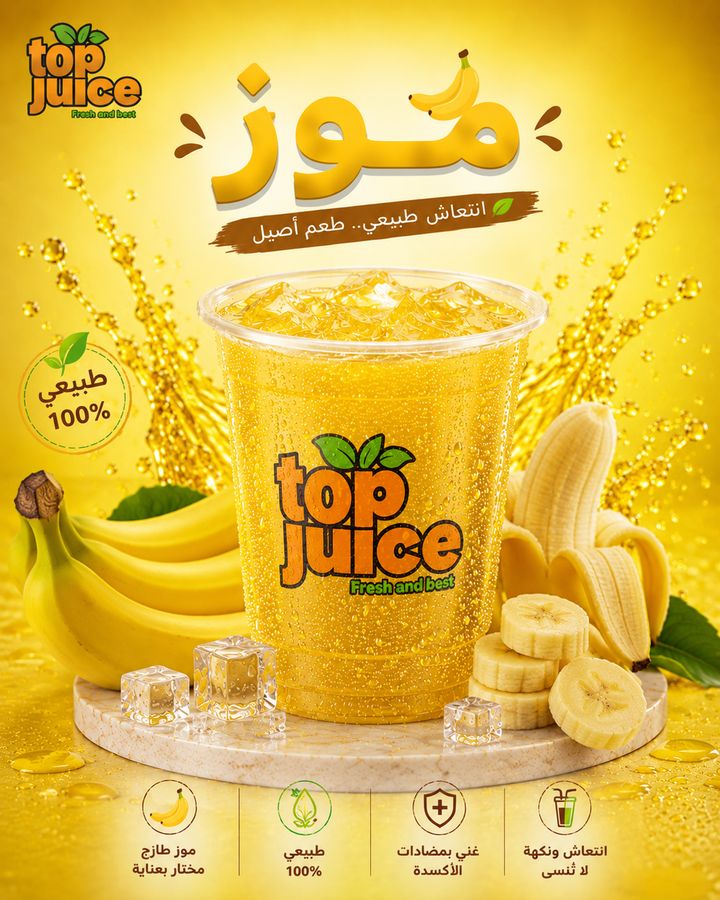 top
juice
Fresh and best
مُوز
انتعاش طبيعي.. طعم أصيل
طبيعي
100%
top
juice
Fresh and best
انتعاش ونكهة
لا تُنسى
غني بمضادات
الأكسدة
طبيعي
100%
موز طازج
مختار بعناية